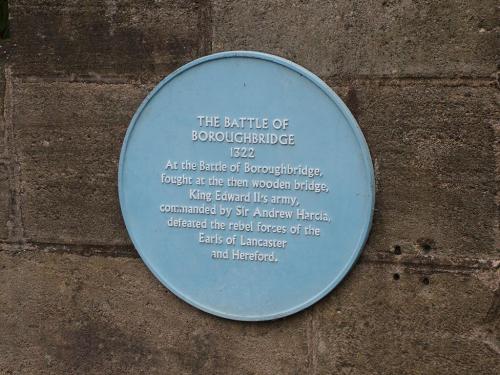 THE BATTLE OF
BOROUGHBRIDGE
1322
At the Battle of Boroughbridge,
fought at the then wooden bridge,
King Edward II's army,
commanded by Sir Andrew Harcla,
defeated the rebel forces of the
Earls of Lancaster
and Hereford.